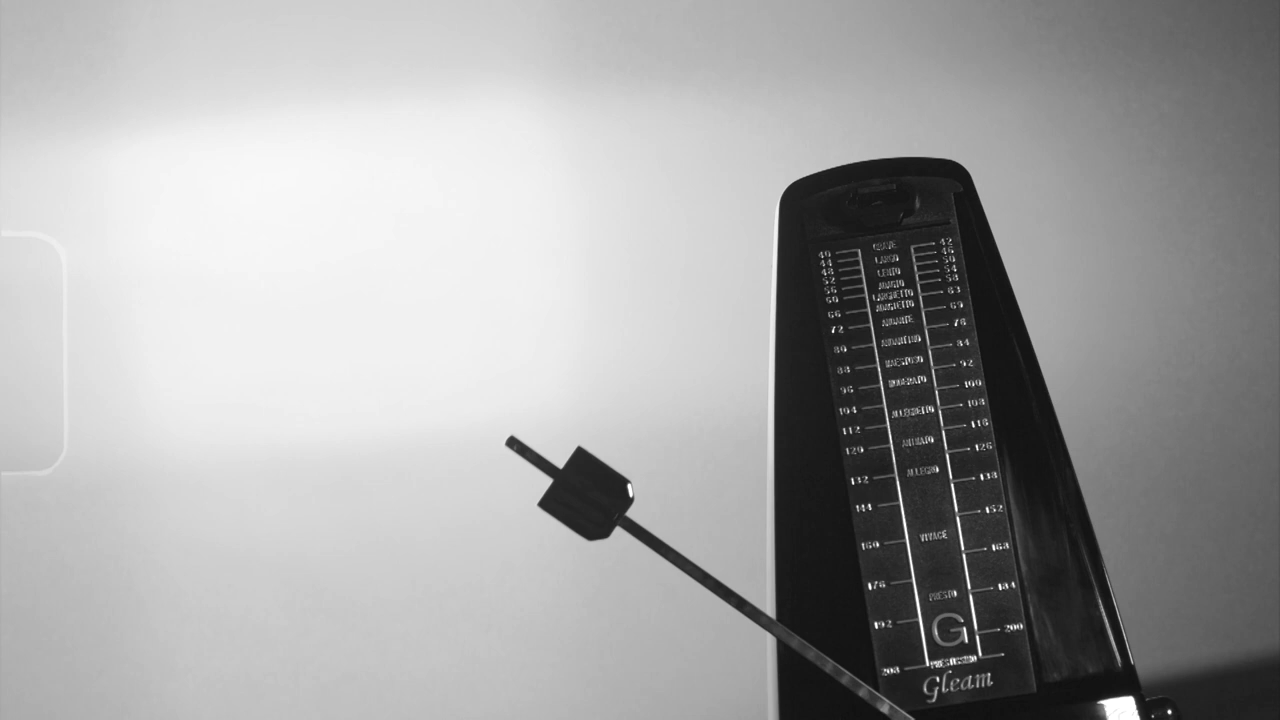 GRAVE 42
40 46
44 LARGO 50
48 LENTO 54
52 ADAGIO 58
56 LARGHETTO 63
60 ADAGIETTO 69
66 ANDANTE 76
72 ANDANTINO 84
80 MAESTOSO 92
88 MODERATO 100
96 108
104 ALLEGRETTO 116
112 ANIMATO 126
120 ALLEGRO 138
132 152
144 VIVACE 168
160 184
176 PRESTO
192 G 200
208 PRESTISSIMO
Gleam